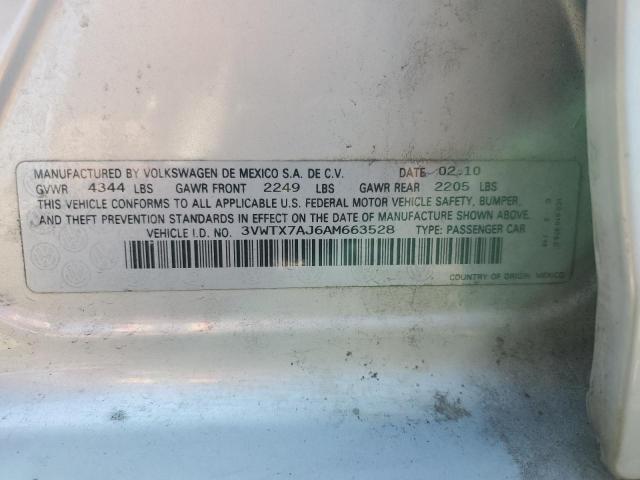 MANUFACTURED BY VOLKSWAGEN DE MEXICO S.A. DE C.V. DATE 02.10
GVWR 4344 LBS GAWR FRONT 2249 LBS GAWR REAR 2205 LBS
THIS VEHICLE CONFORMS TO ALL APPLICABLE U.S. FEDERAL MOTOR VEHICLE SAFETY, BUMPER,
AND THEFT PREVENTION STANDARDS IN EFFECT ON THE DATE OF MANUFACTURE SHOWN ABOVE.
VEHICLE I.D. NO. 3VWTX7AJ6AM663528 TYPE: PASSENGER CAR
COUNTRY OF ORIGIN: MEXICO